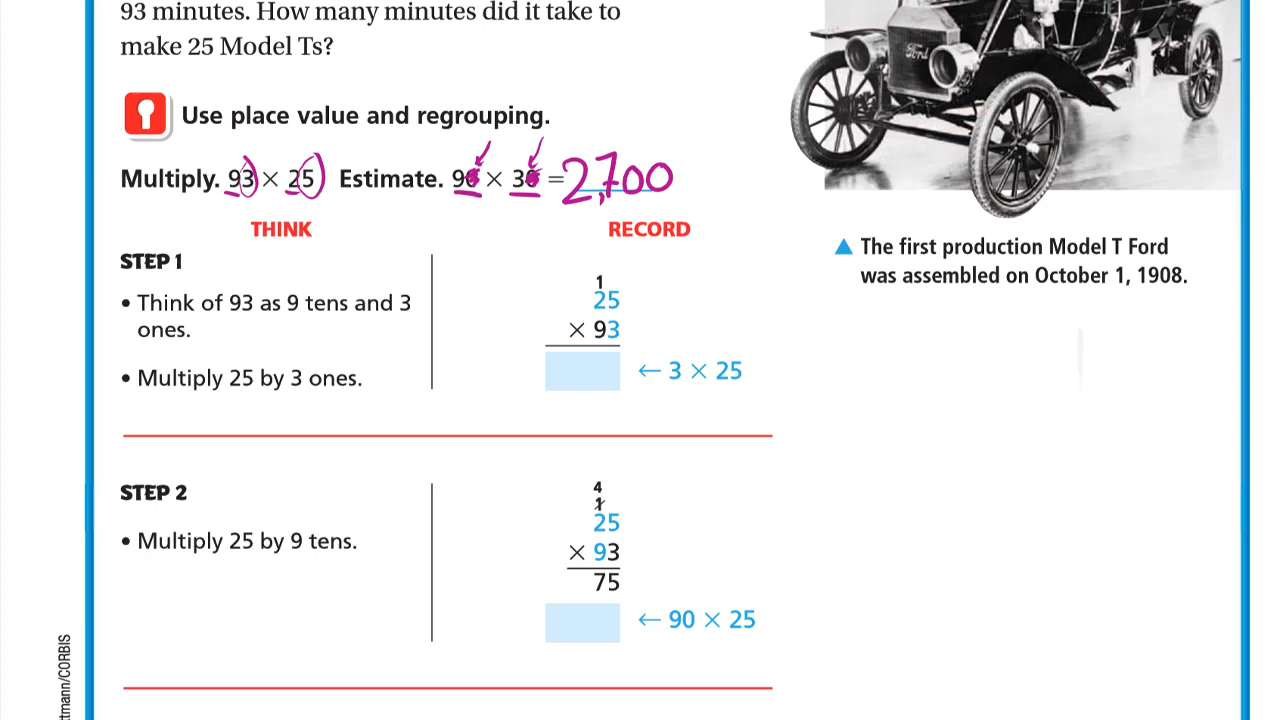 93 minutes. How many minutes did it take to
make 25 Model Ts?
Use place value and regrouping.
Multiply. 93 × 25 Estimate. 90 × 30 = 2,700
THINK
RECORD
STEP 1
• Think of 93 as 9 tens and 3
ones.
• Multiply 25 by 3 ones.
1
25
× 93
← 3 × 25
STEP 2
• Multiply 25 by 9 tens.
4
1
25
× 93
75
← 90 × 25
Ford
▲ The first production Model T Ford
was assembled on October 1, 1908.
ttmann/CORBIS